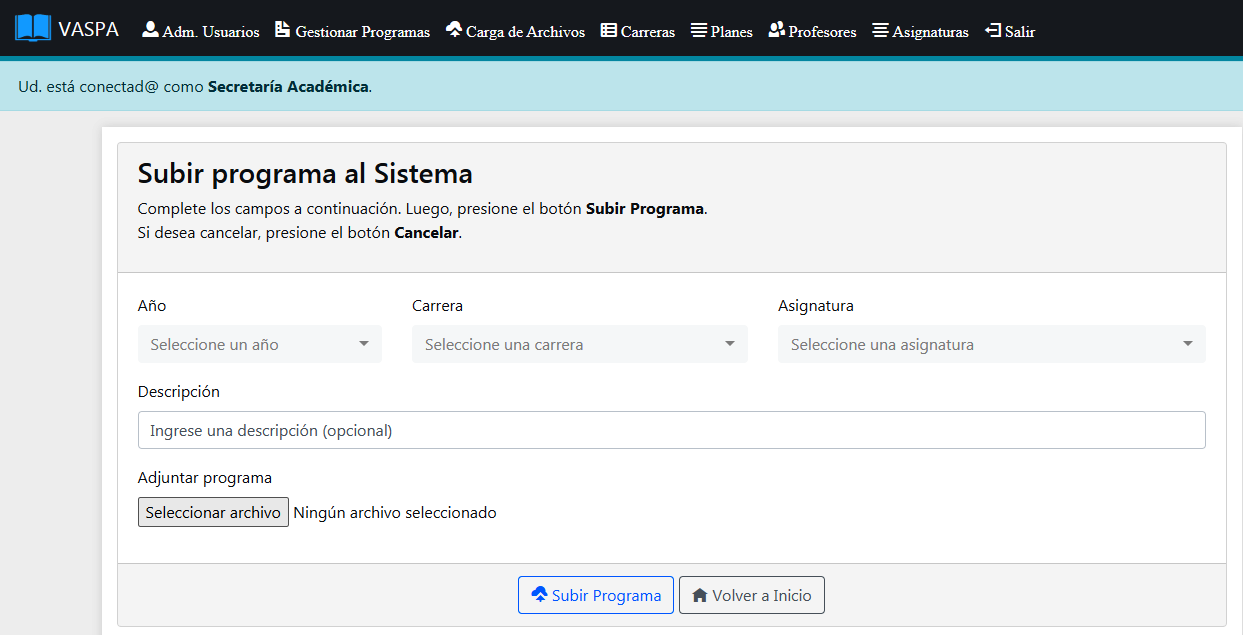 VASPA Adm. Usuarios Gestionar Programas Carga de Archivos Carreras Planes Profesores Asignaturas Salir
Ud. está conectad@ como Secretaría Académica.
Subir programa al Sistema
Complete los campos a continuación. Luego, presione el botón Subir Programa.
Si desea cancelar, presione el botón Cancelar.
Año Carrera Asignatura
Seleccione un año Seleccione una carrera Seleccione una asignatura
Descripción
Ingrese una descripción (opcional)
Adjuntar programa
Seleccionar archivo Ningún archivo seleccionado
Subir Programa Volver a Inicio